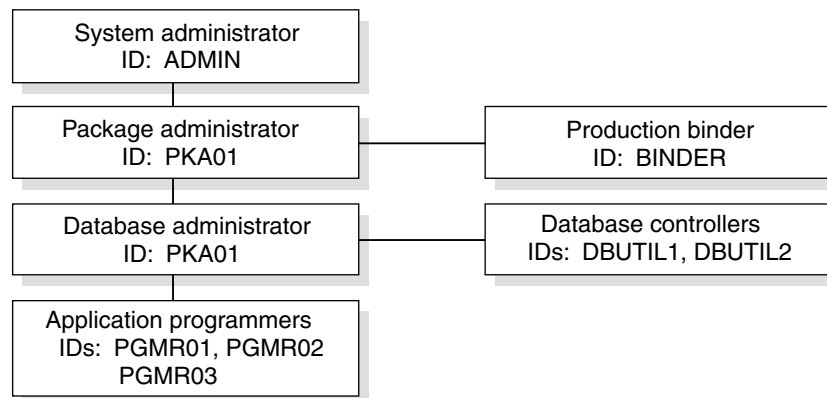 System administrator
ID: ADMIN
Package administrator
ID: PKA01
Production binder
ID: BINDER
Database administrator
ID: PKA01
Database controllers
IDs: DBUTIL1, DBUTIL2
Application programmers
IDs: PGMR01, PGMR02
PGMR03